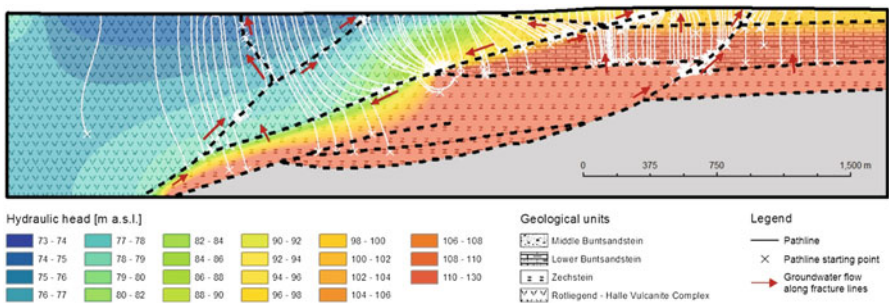 0 375 750 1,500 m
Hydraulic head [m a.s.l.]
73 - 74
74 - 75
75 - 76
76 - 77
77 - 78
78 - 79
79 - 80
80 - 82
82 - 84
84 - 86
86 - 88
88 - 90
90 - 92
92 - 94
94 - 96
96 - 98
98 - 100
100 - 102
102 - 104
104 - 106
106 - 108
108 - 110
110 - 130
Geological units
Middle Buntsandstein
Lower Buntsandstein
Zechstein
Rotliegend - Halle Vulcanite Complex
Legend
Pathline
Pathline starting point
Groundwater flow
along fracture lines